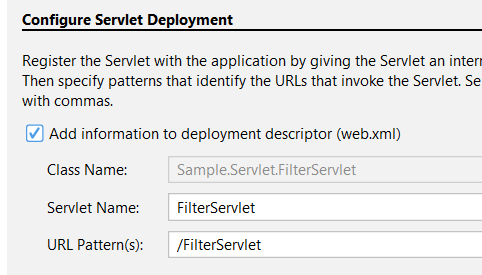 Configure Servlet Deployment
Register the Servlet with the application by giving the Servlet an
Then specify patterns that identify the URLs that invoke the Servlet.
with commas.
Add information to deployment descriptor (web.xml)
Class Name: Sample.Servlet.FilterServlet
Servlet Name: FilterServlet
URL Pattern(s): /FilterServlet